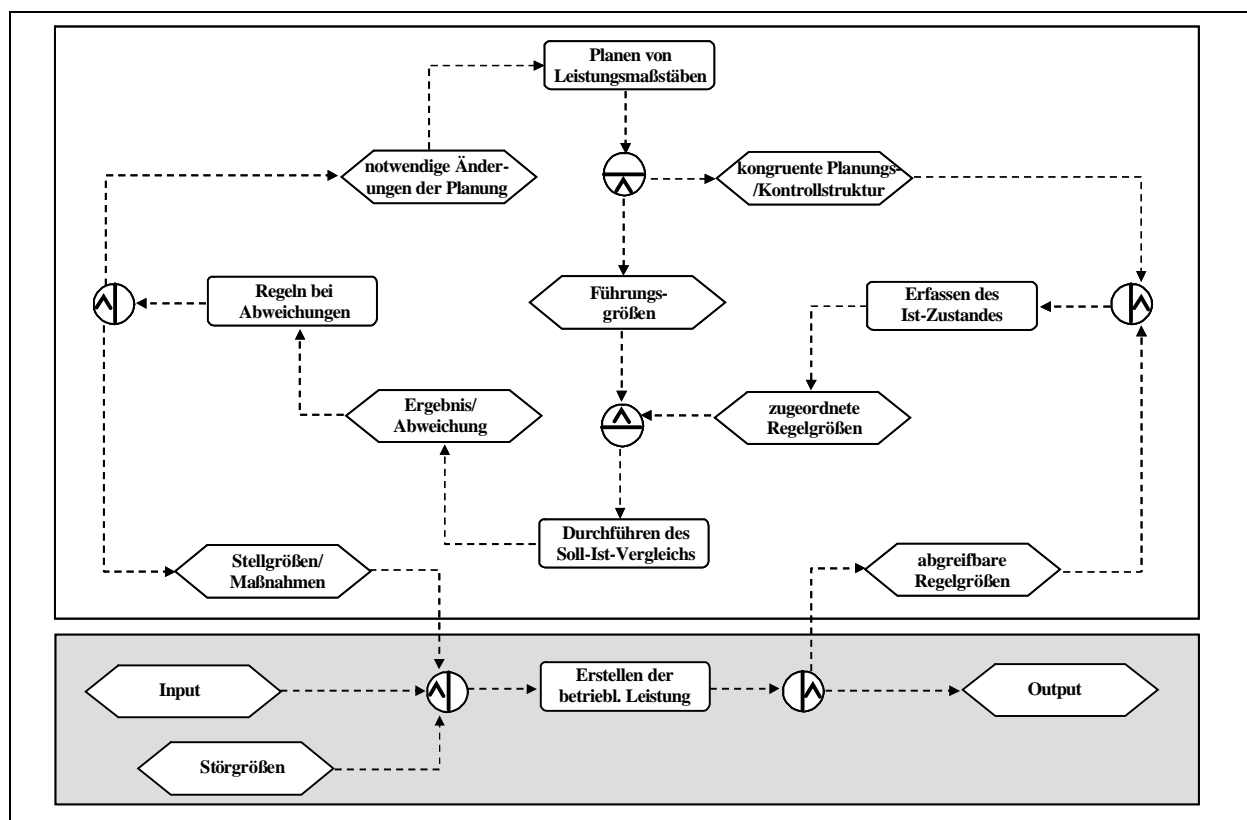 Planen von
Leistungsmaßstäben
notwendige Änder-
ungen der Planung
kongruente Planungs-
/Kontrollstruktur
Regeln bei
Abweichungen
Führungs-
größen
Erfassen des
Ist-Zustandes
Ergebnis/
Abweichung
zugeordnete
Regelgrößen
Durchführen des
Soll-Ist-Vergleichs
Stellgrößen/
Maßnahmen
abgreifbare
Regelgrößen
Input
Erstellen der
betriebl. Leistung
Output
Störgrößen